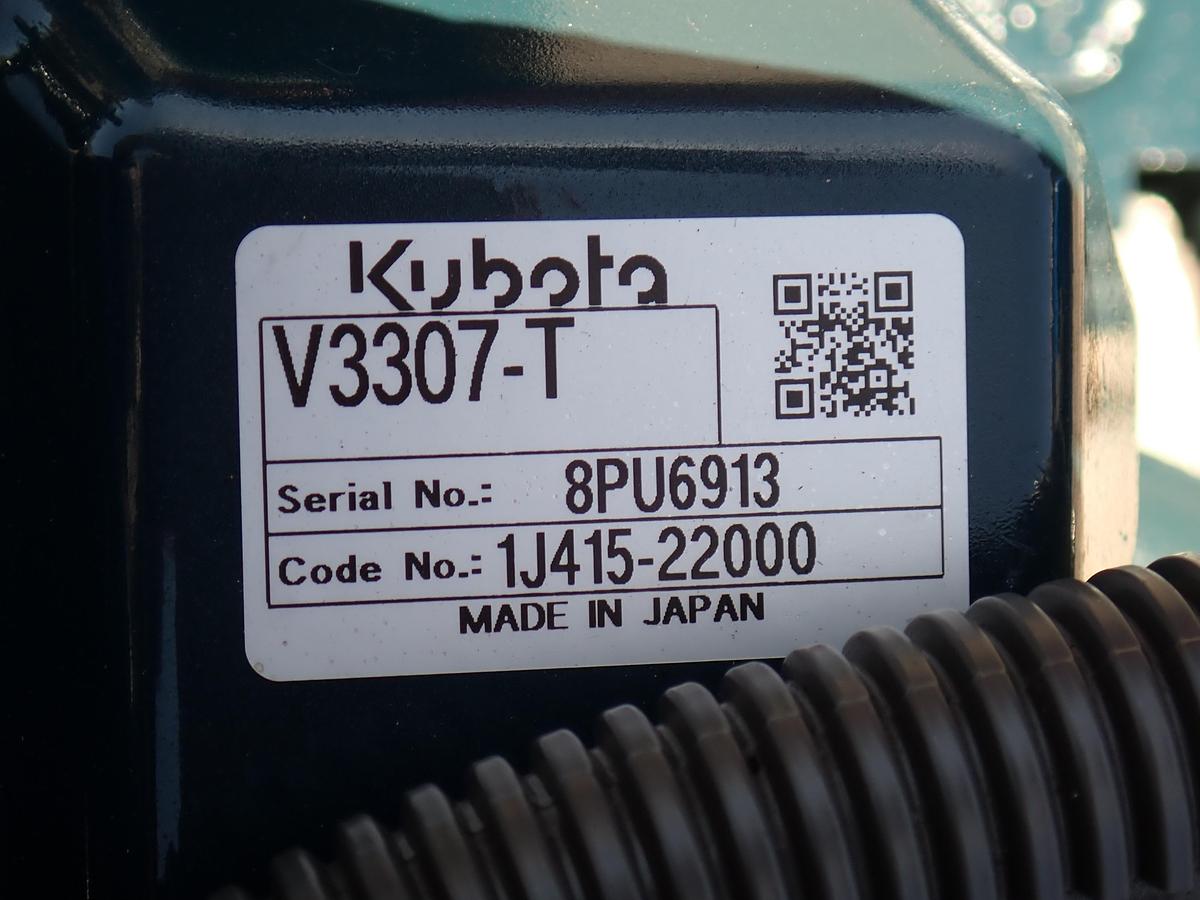 Kubota
V3307-T
Serial No.: 8PU6913
Code No.: 1J415-22000
MADE IN JAPAN